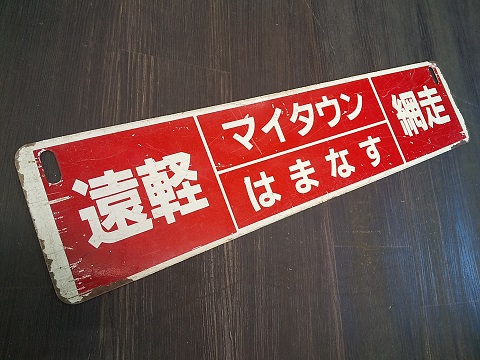 遠軽
マイタウン
はまなす
網走